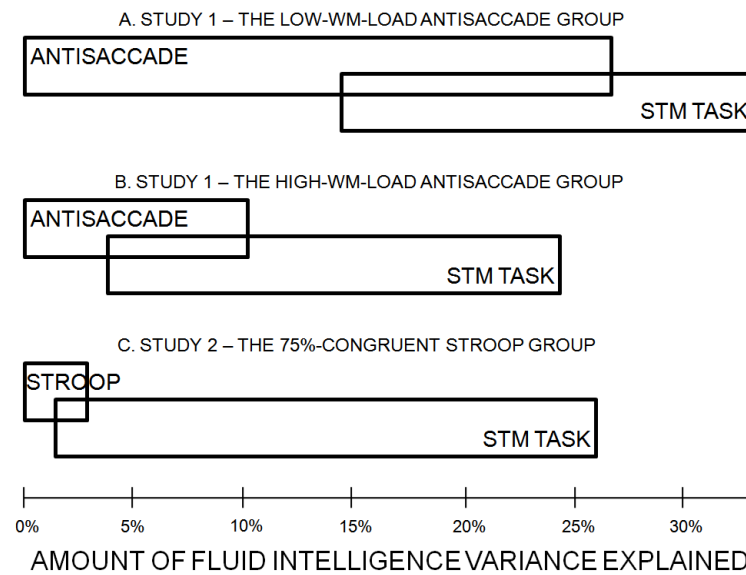 A. STUDY 1 – THE LOW-WM-LOAD ANTISACCADE GROUP
ANTISACCADE
STM TASK
B. STUDY 1 – THE HIGH-WM-LOAD ANTISACCADE GROUP
ANTISACCADE
STM TASK
C. STUDY 2 – THE 75%-CONGRUENT STROOP GROUP
STROOP
STM TASK
0% 5% 10% 15% 20% 25% 30%
AMOUNT OF FLUID INTELLIGENCE VARIANCE EXPLAINED